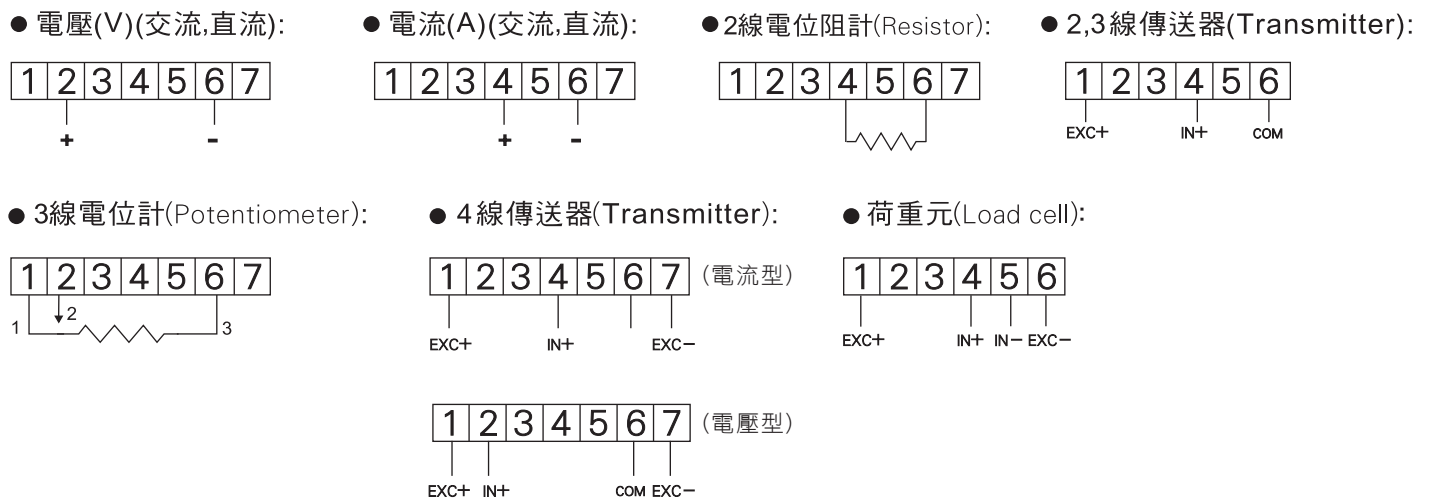 ● 電壓(V)(交流,直流):
1 2 3 4 5 6 7
+ -
● 電流(A)(交流,直流):
1 2 3 4 5 6 7
+ -
●2線電位阻計(Resistor):
1 2 3 4 5 6 7
● 2,3線傳送器(Transmitter):
1 2 3 4 5 6
EXC+ IN+ COM
● 3線電位計(Potentiometer):
1 2 3 4 5 6 7
1 2 3
● 4線傳送器(Transmitter):
1 2 3 4 5 6 7 (電流型)
EXC+ IN+ EXC-
1 2 3 4 5 6 7 (電壓型)
EXC+ IN+ COM EXC-
● 荷重元(Load cell):
1 2 3 4 5 6
EXC+ IN+ IN- EXC-